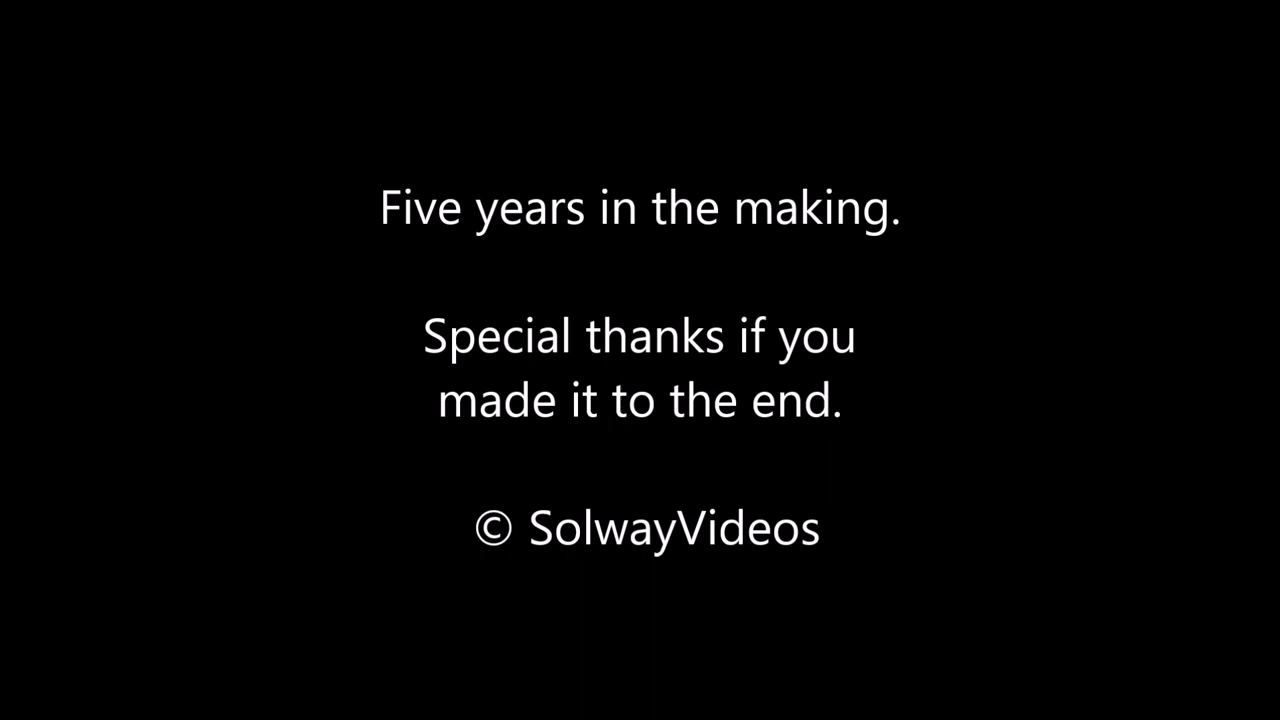 Five years in the making.
Special thanks if you
made it to the end.
© SolwayVideos